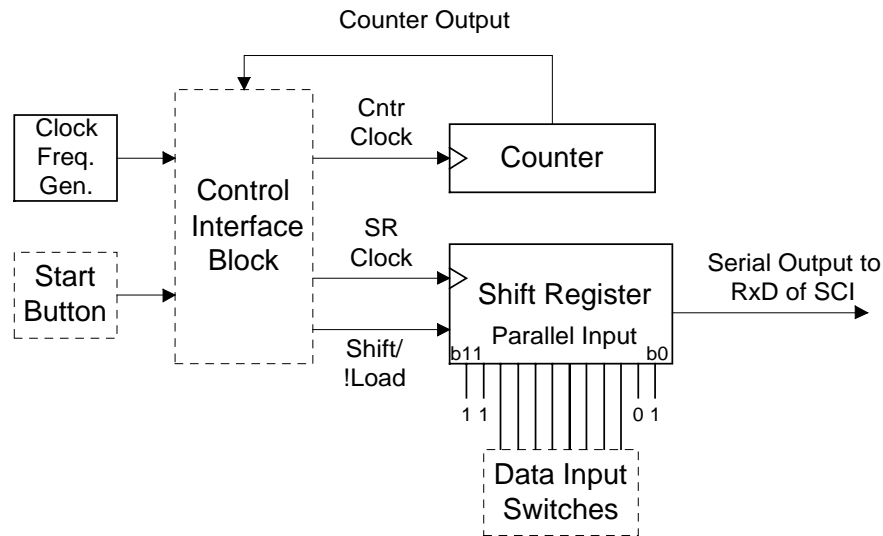 Counter Output
Clock
Freq.
Gen.
Cntr
Clock
Counter
Control
Interface
Block
Start
Button
SR
Clock
Shift Register
Parallel Input
b11
b0
Serial Output to
RxD of SCI
Shift/
!Load
1 1
0 1
Data Input
Switches